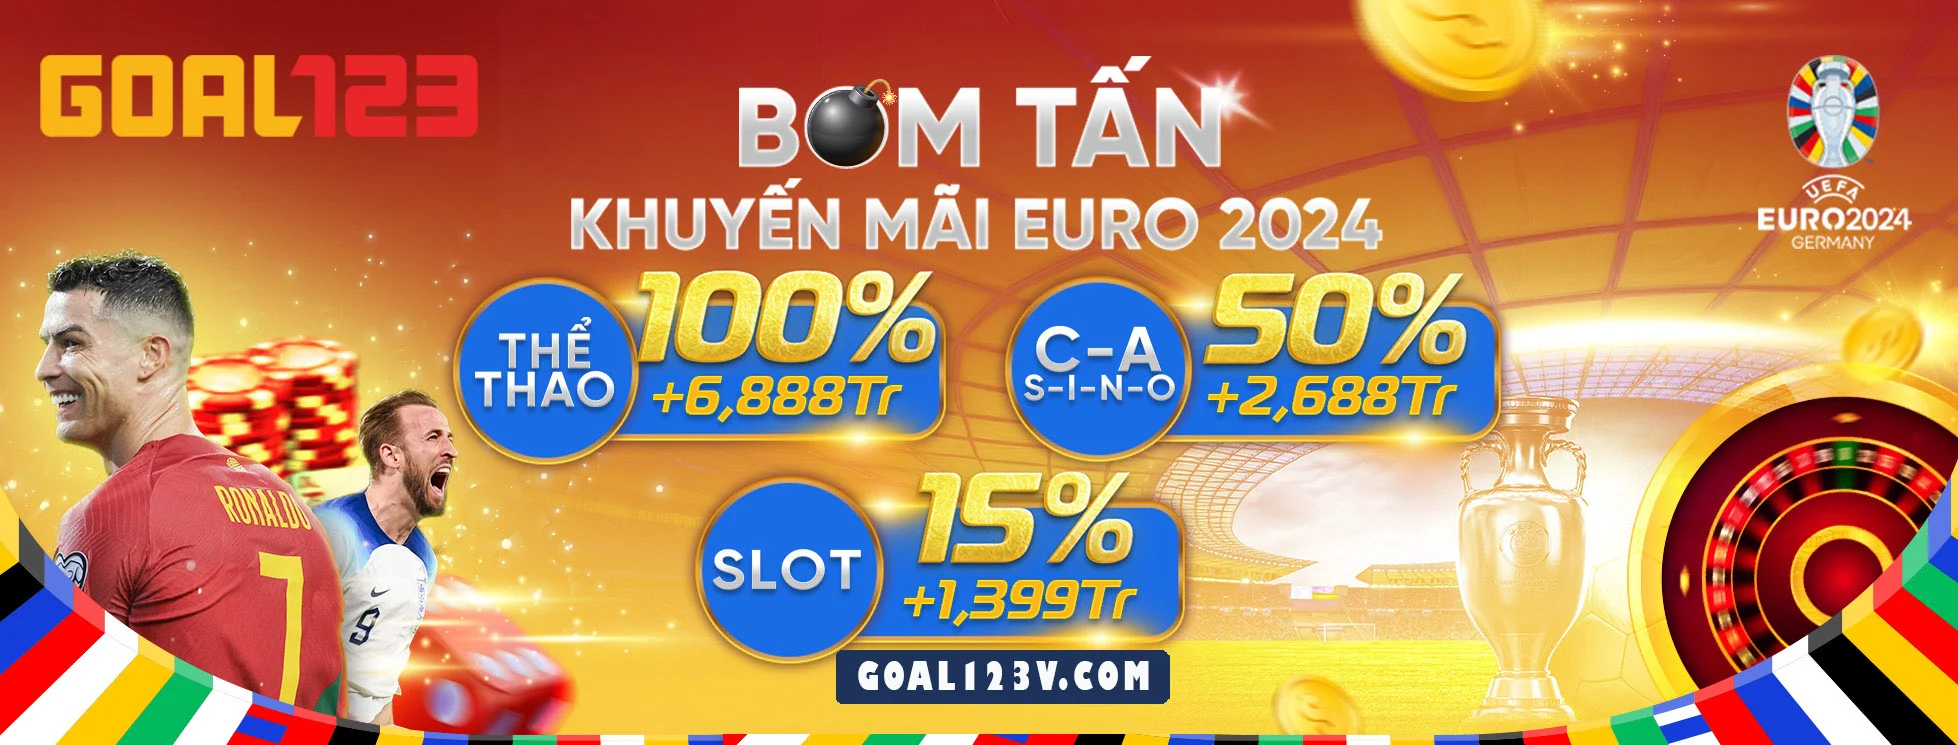 GOAL123
BOM TẤN
KHUYẾN MÃI EURO 2024
UEFA
EURO2024
GERMANY
THỂ
THAO
100%
+6,888Tr
C-A
S-I-N-O
50%
+2,688Tr
SLOT
15%
+1,399Tr
GOAL123V.COM
RONALDO
7
9